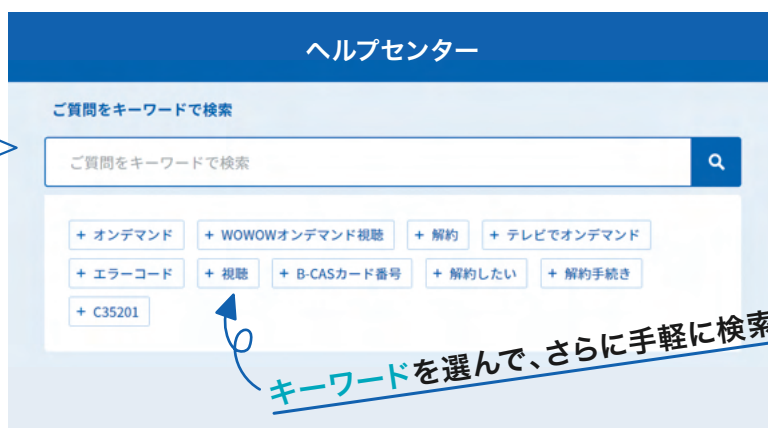 ヘルプセンター
ご質問をキーワードで検索
ご質問をキーワードで検索
+ オンデマンド + WOWOWオンデマンド視聴 + 解約 + テレビでオンデマンド
+ エラーコード + 視聴 + B-CASカード番号 + 解約したい + 解約手続き
+ C35201
キーワードを選んで、さらに手軽に検索